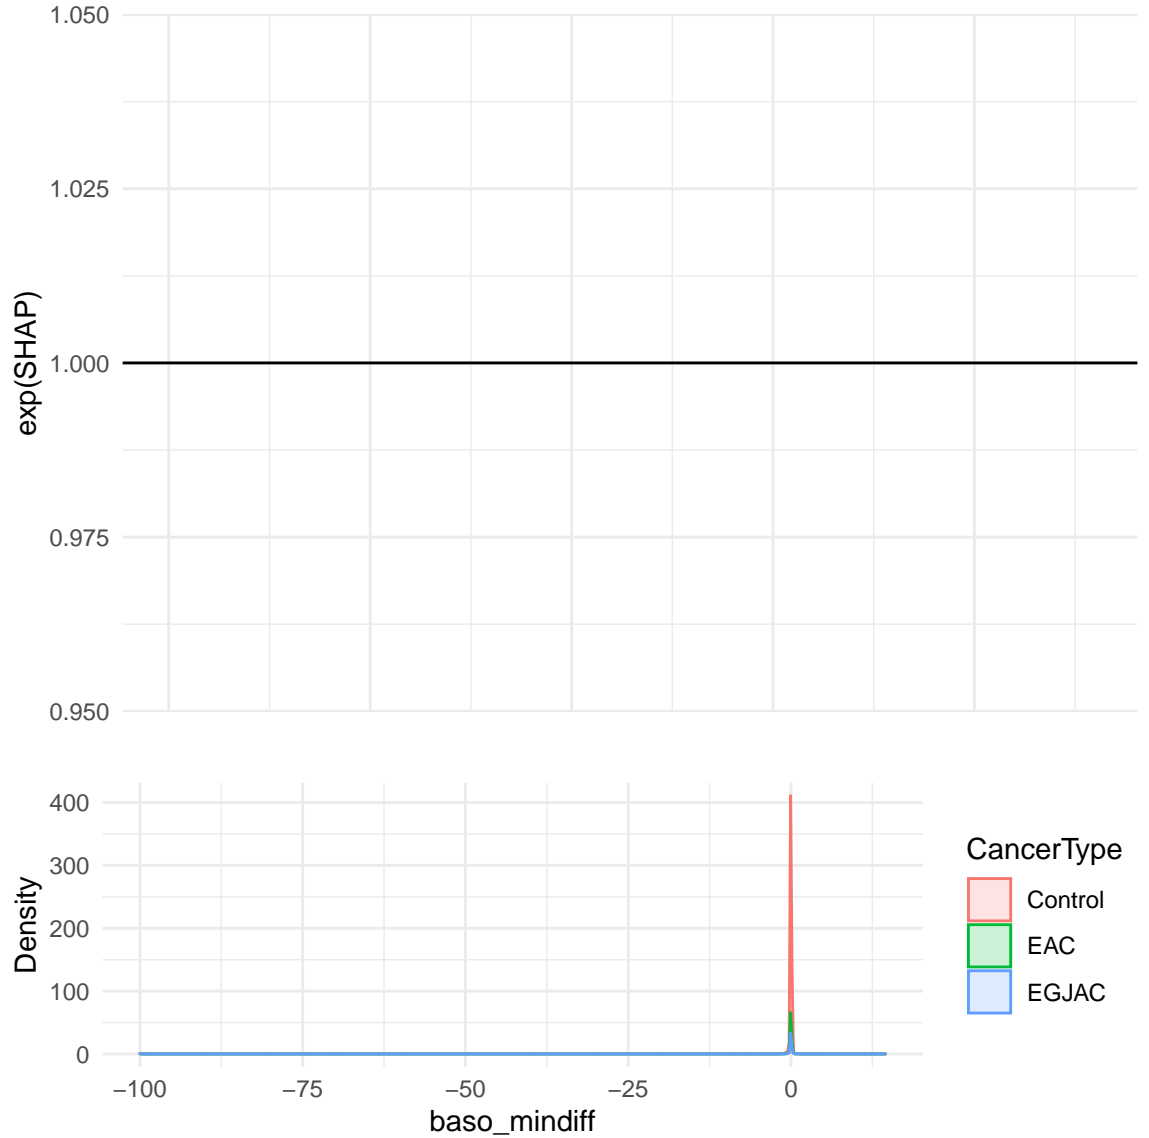 1.050
1.025
1.000
0.975
0.950
exp(SHAP)
400
300
200
100
0
Density
−100
−75
−50
−25
0
baso_mindiff
CancerType
Control
EAC
EGJAC